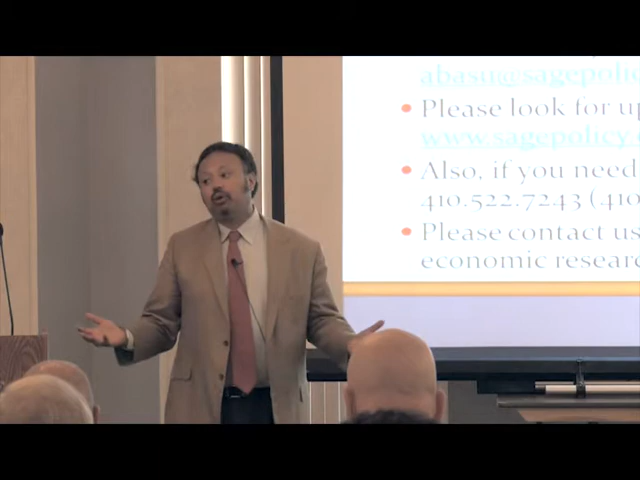 abasu@sagepolic
• Please look for up
www.sagepolicy.c
• Also, if you need
410.522.7243 (410
• Please contact us
economic researc